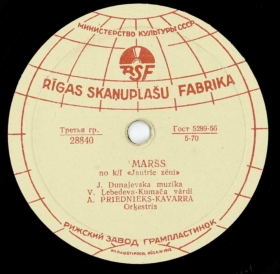 МИНИСТЕРСТВО КУЛЬТУРЫ СССР
RSF
RĪGAS SKAŅUPLAŠU FABRIKA
Третья гр. Гост 5289-56
28840 5-70
MARSS
no k/f «Jautrie zēni»
J. Dunajevska muzika
V. Lebedeva-Kumača vārdi
A. PRIEDNIEKS-KAVARRA
Orķestris
РИЖСКИЙ ЗАВОД ГРАМПЛАСТИНОК